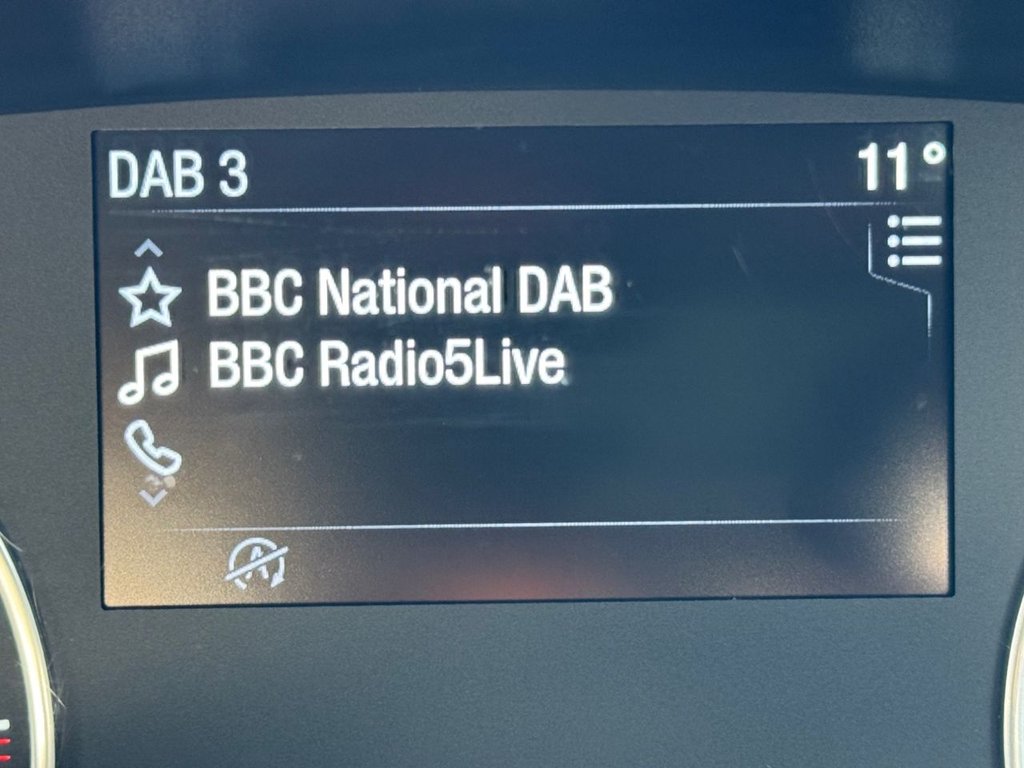 DAB 3
11°
BBC National DAB
BBC Radio5Live
A